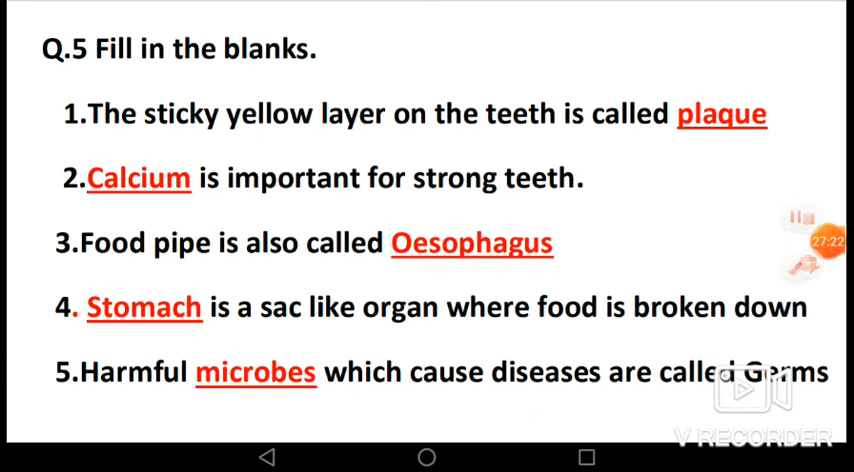 Q.5 Fill in the blanks.
1.The sticky yellow layer on the teeth is called plaque
2.Calcium is important for strong teeth.
27:22
3.Food pipe is also called Oesophagus
4. Stomach is a sac like organ where food is broken down
5.Harmful microbes which cause diseases are called Germs
V RECORDER